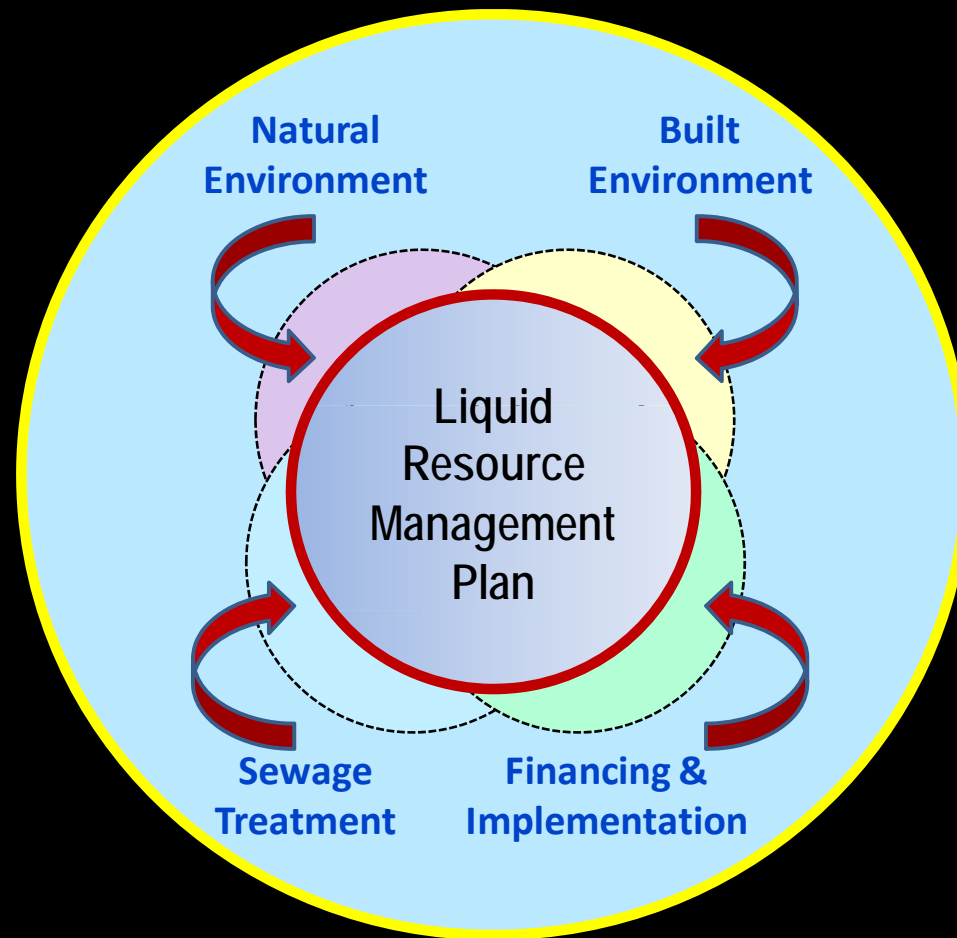 Natural
Environment
Built
Environment
Liquid
Resource
Management
Plan
Sewage
Treatment
Financing &
Implementation